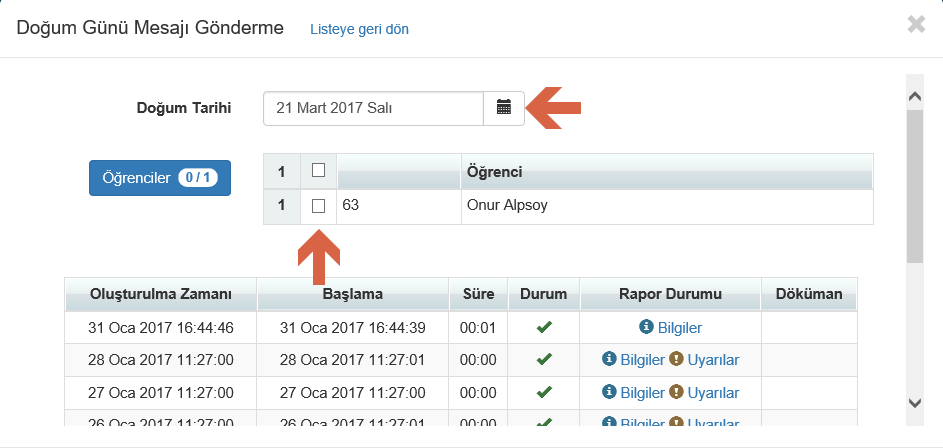 Doğum Günü Mesajı Gönderme Listeye geri dön
Doğum Tarihi 21 Mart 2017 Salı
Öğrenciler 0 / 1
1 Öğrenci
1 63 Onur Alpsoy
Oluşturulma Zamanı Başlama Süre Durum Rapor Durumu Döküman
31 Oca 2017 16:44:46 31 Oca 2017 16:44:39 00:01 Bilgiler
28 Oca 2017 11:27:00 28 Oca 2017 11:27:01 00:00 Bilgiler Uyarılar
27 Oca 2017 11:27:00 27 Oca 2017 11:27:00 00:00 Bilgiler Uyarılar
26 Oca 2017 11:27:00 26 Oca 2017 11:27:01 00:00 Bilgiler Uyarılar